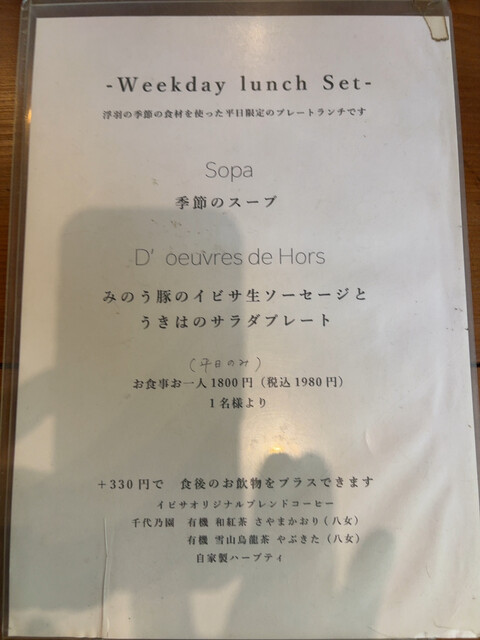 -Weekday lunch Set-
浮羽の季節の食材を使った平日限定のプレートランチです
Sopa
季節のスープ
D'oeuvres de Hors
みのう豚のイビサ生ソーセージと
うきはのサラダプレート
(平日のみ)
お食事お一人1800円（税込1980円）
1名様より
+330円で 食後のお飲物をプラスできます
イビサオリジナルブレンドコーヒー
千代乃園 有機 和紅茶 さやまかおり（八女）
有機 雪山烏龍茶 やぶきた（八女）
自家製ハーブティ